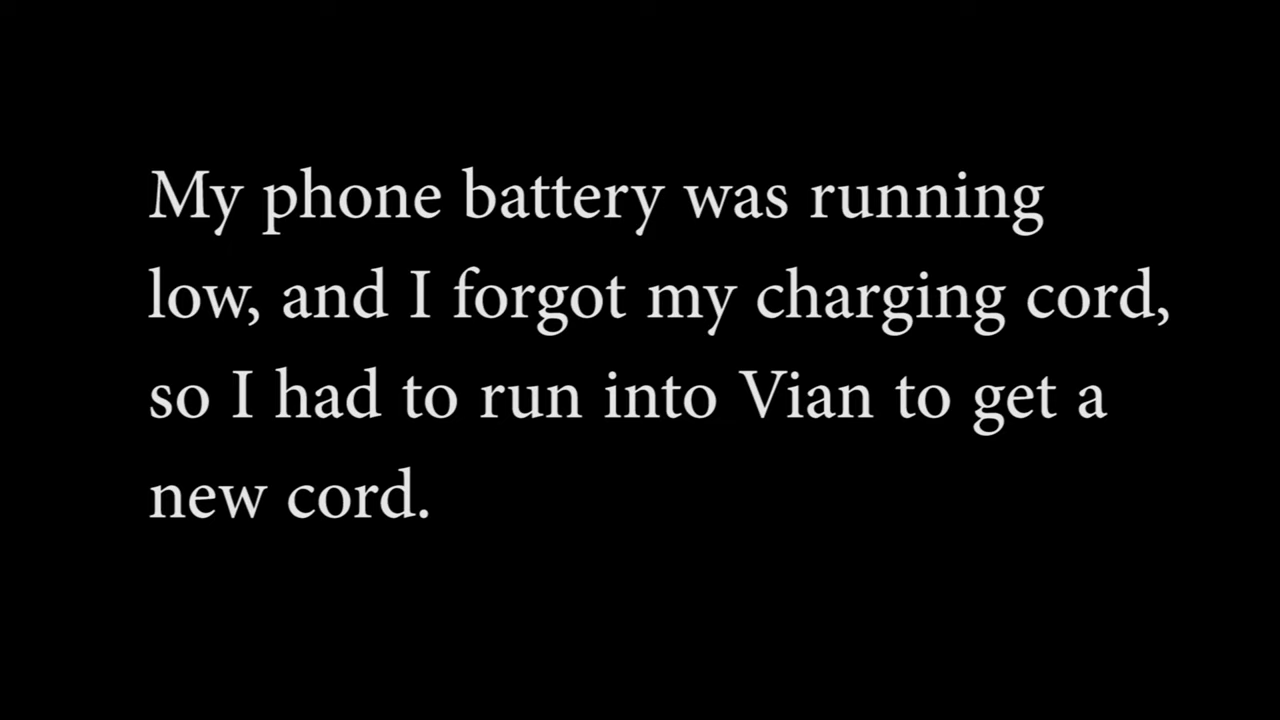 My phone battery was running
low, and I forgot my charging cord,
so I had to run into Vian to get a
new cord.